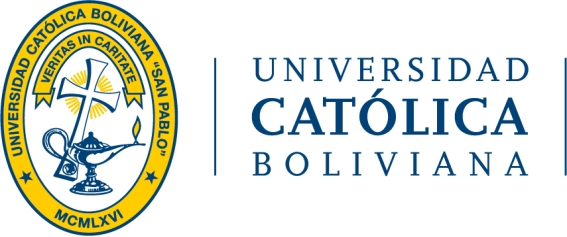 UNIVERSIDAD CATÓLICA BOLIVIANA "SAN PABLO"
VERITAS IN CARITATE
MCMLXVI
UNIVERSIDAD
CATÓLICA
BOLIVIANA